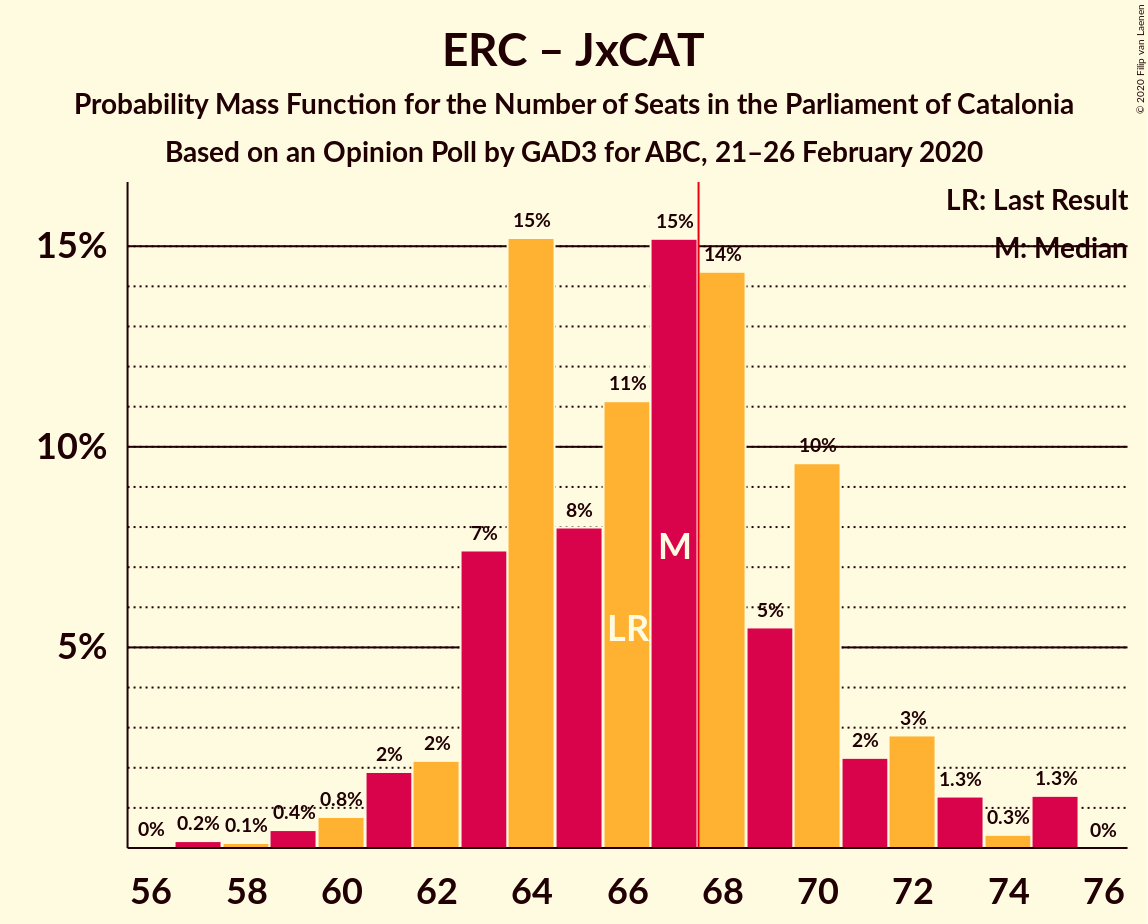 ERC – JxCAT
Probability Mass Function for the Number of Seats in the Parliament of Catalonia
Based on an Opinion Poll by GAD3 for ABC, 21–26 February 2020
© 2020 Filip van Laenen
LR: Last Result
M: Median
15%
10%
5%
0%
0.2%
0.1%
0.4%
0.8%
2%
2%
7%
15%
8%
11%
15%
14%
5%
10%
2%
3%
1.3%
0.3%
1.3%
0%
LR
M
56 58 60 62 64 66 68 70 72 74 76